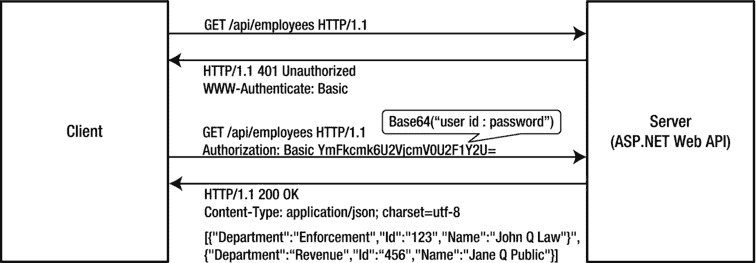 GET /api/employees HTTP/1.1
HTTP/1.1 401 Unauthorized
WWW-Authenticate: Basic
Client
Server
(ASP.NET Web API)
Base64("user id : password")
GET /api/employees HTTP/1.1
Authorization: Basic YmFkcmk6U2VjcmV0U2F1Y2U=
HTTP/1.1 200 OK
Content-Type: application/json; charset=utf-8
[{"Department":"Enforcement","Id":"123","Name":"John Q Law"}",
{"Department":“Revenue","Id":“456","Name":"Jane Q Public"}]